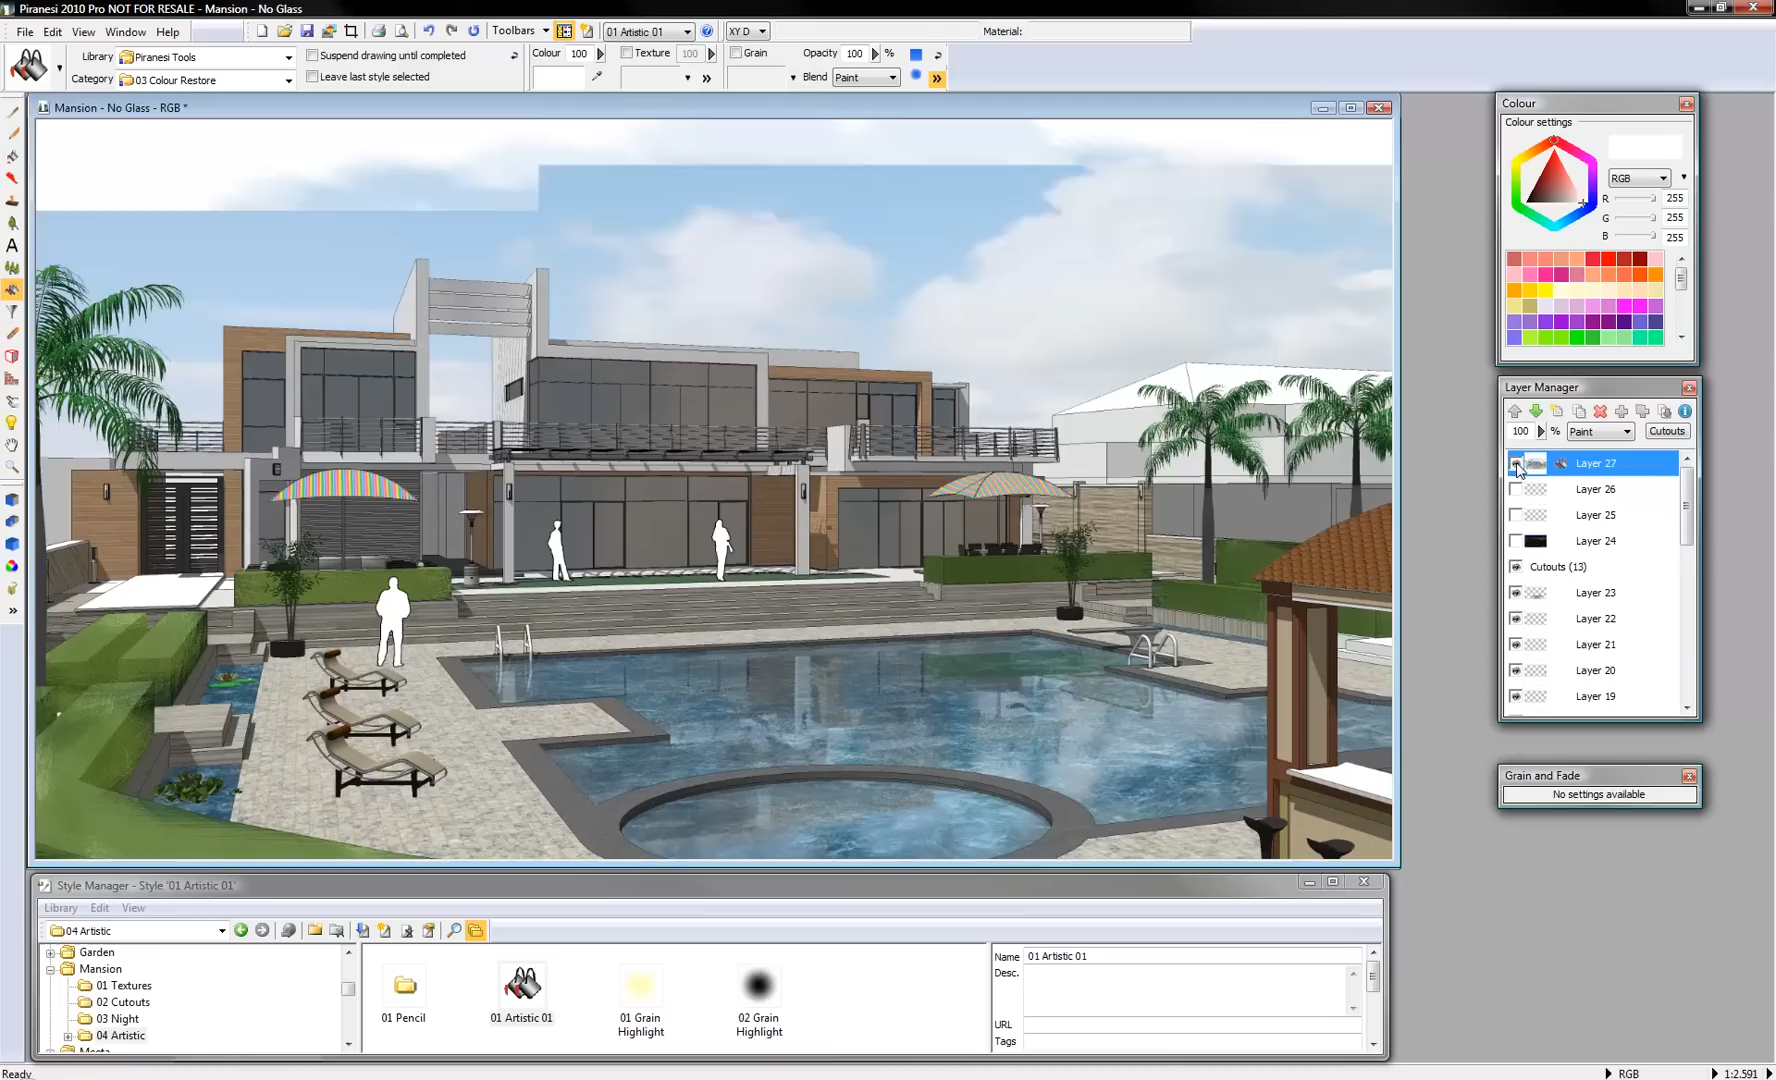 Piranesi 2010 Pro NOT FOR RESALE - Mansion - No Glass
File Edit View Window Help
Toolbars
01 Artistic 01
XY D
Material:
Library
Piranesi Tools
Suspend drawing until completed
Colour 100
Texture 100
Grain
Opacity 100 %
Category
03 Colour Restore
Leave last style selected
Blend Paint
Mansion - No Glass - RGB *
Colour
Colour settings
RGB
R 255
G 255
B 255
Layer Manager
100 % Paint Cutouts
Layer 27
Layer 26
Layer 25
Layer 24
Cutouts (13)
Layer 23
Layer 22
Layer 21
Layer 20
Layer 19
Grain and Fade
No settings available
Style Manager - Style '01 Artistic 01'
Library Edit View
04 Artistic
Garden
Mansion
01 Textures
02 Cutouts
03 Night
04 Artistic
01 Pencil
01 Artistic 01
01 Grain
Highlight
02 Grain
Highlight
Name 01 Artistic 01
Desc.
URL
Tags
Ready
RGB
1:2.591